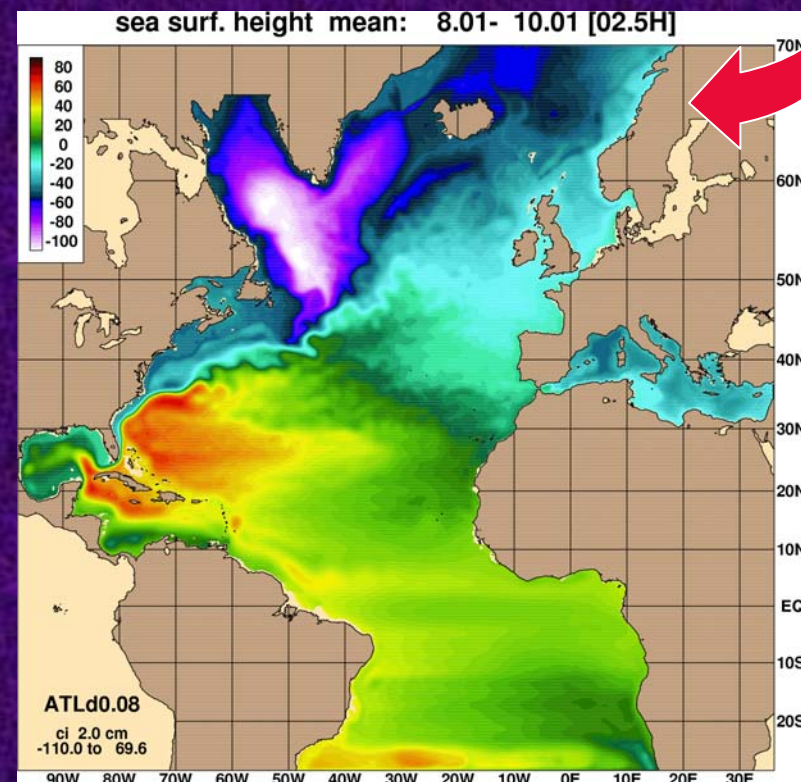 sea surf. height mean: 8.01- 10.01 [02.5H]
80
60
40
20
0
-20
-40
-60
-80
-100
70N
60N
50N
40N
30N
20N
10N
EQ
10S
20S
ATLd0.08
ci 2.0 cm
-110.0 to 69.6
90W 80W 70W 60W 50W 40W 30W 20W 10W 0E 10E 20E 30E